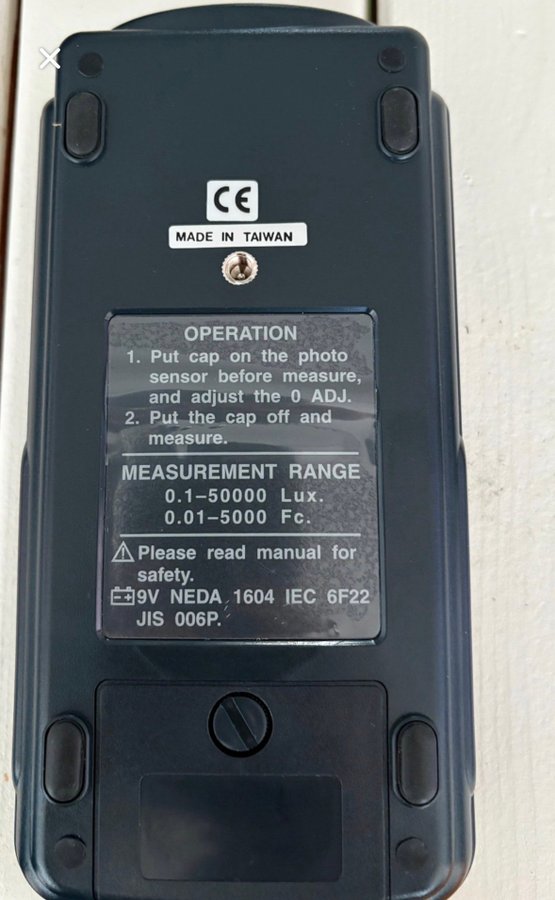 CE
MADE IN TAIWAN
OPERATION
1. Put cap on the photo
sensor before measure,
and adjust the 0 ADJ.
2. Put the cap off and
measure.
MEASUREMENT RANGE
0.1–50000 Lux.
0.01–5000 Fc.
Please read manual for
safety.
9V NEDA 1604 IEC 6F22
JIS 006P.